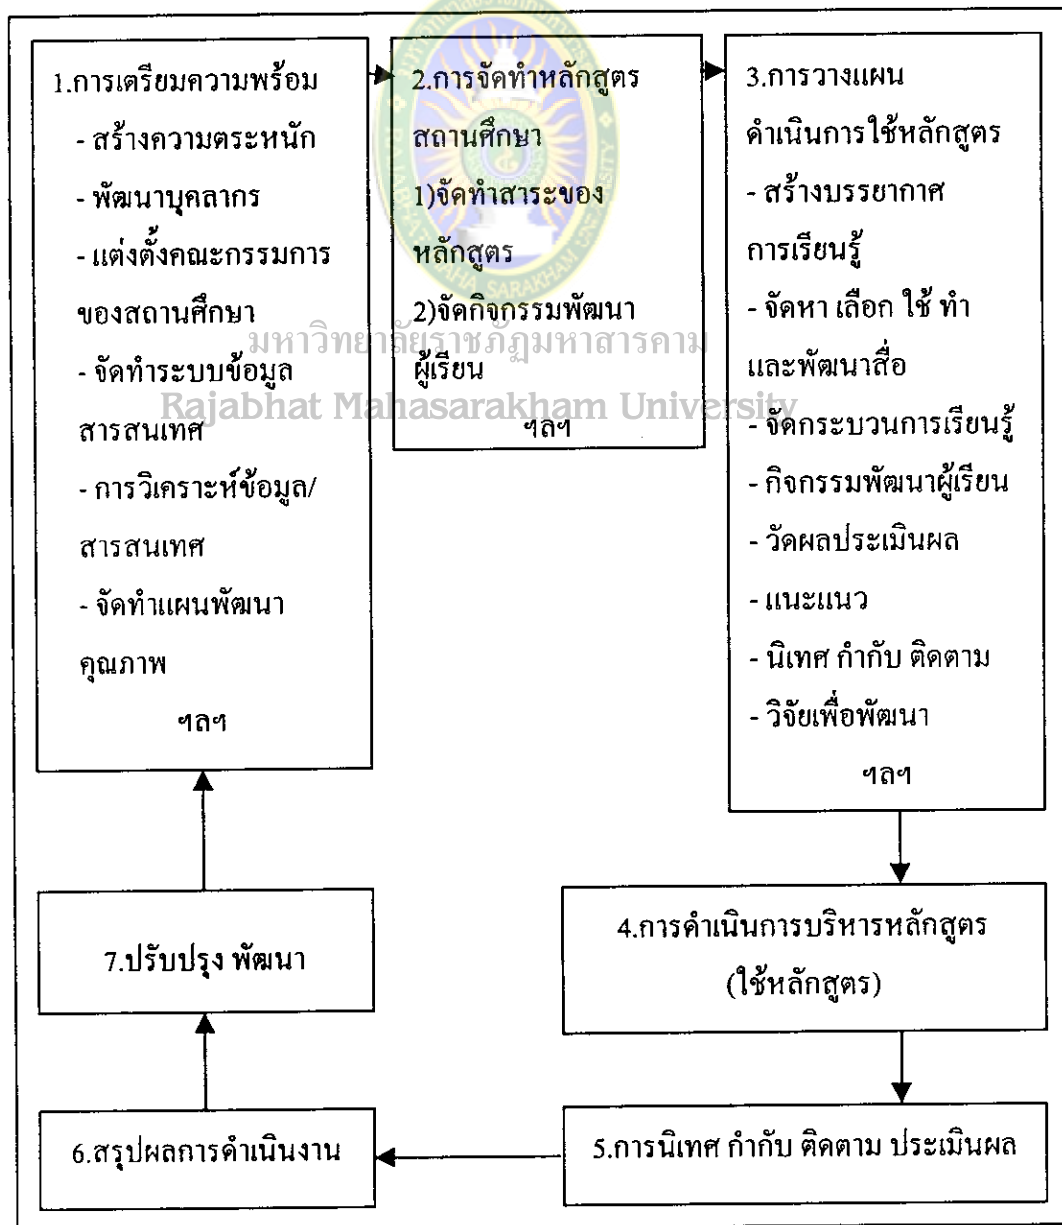 1.การเตรียมความพร้อม
- สร้างความตระหนัก
- พัฒนาบุคลากร
- แต่งตั้งคณะกรรมการ
ของสถานศึกษา
- จัดทำระบบข้อมูล
สารสนเทศ
- การวิเคราะห์ข้อมูล/
สารสนเทศ
- จัดทำแผนพัฒนา
คุณภาพ
ฯลฯ
2.การจัดทำหลักสูตร
สถานศึกษา
1)จัดทำสาระของ
หลักสูตร
2)จัดกิจกรรมพัฒนา
ผู้เรียน
ฯลฯ
3.การวางแผน
ดำเนินการใช้หลักสูตร
- สร้างบรรยากาศ
การเรียนรู้
- จัดหา เลือก ใช้ ทำ
และพัฒนาสื่อ
- จัดกระบวนการเรียนรู้
- กิจกรรมพัฒนาผู้เรียน
- วัดผลประเมินผล
- แนะแนว
- นิเทศ กำกับ ติดตาม
- วิจัยเพื่อพัฒนา
ฯลฯ
4.การดำเนินการบริหารหลักสูตร
(ใช้หลักสูตร)
5.การนิเทศ กำกับ ติดตาม ประเมินผล
6.สรุปผลการดำเนินงาน
7.ปรับปรุง พัฒนา
มหาวิทยาลัยราชภัฏมหาสารคาม
Rajabhat Mahasarakham University